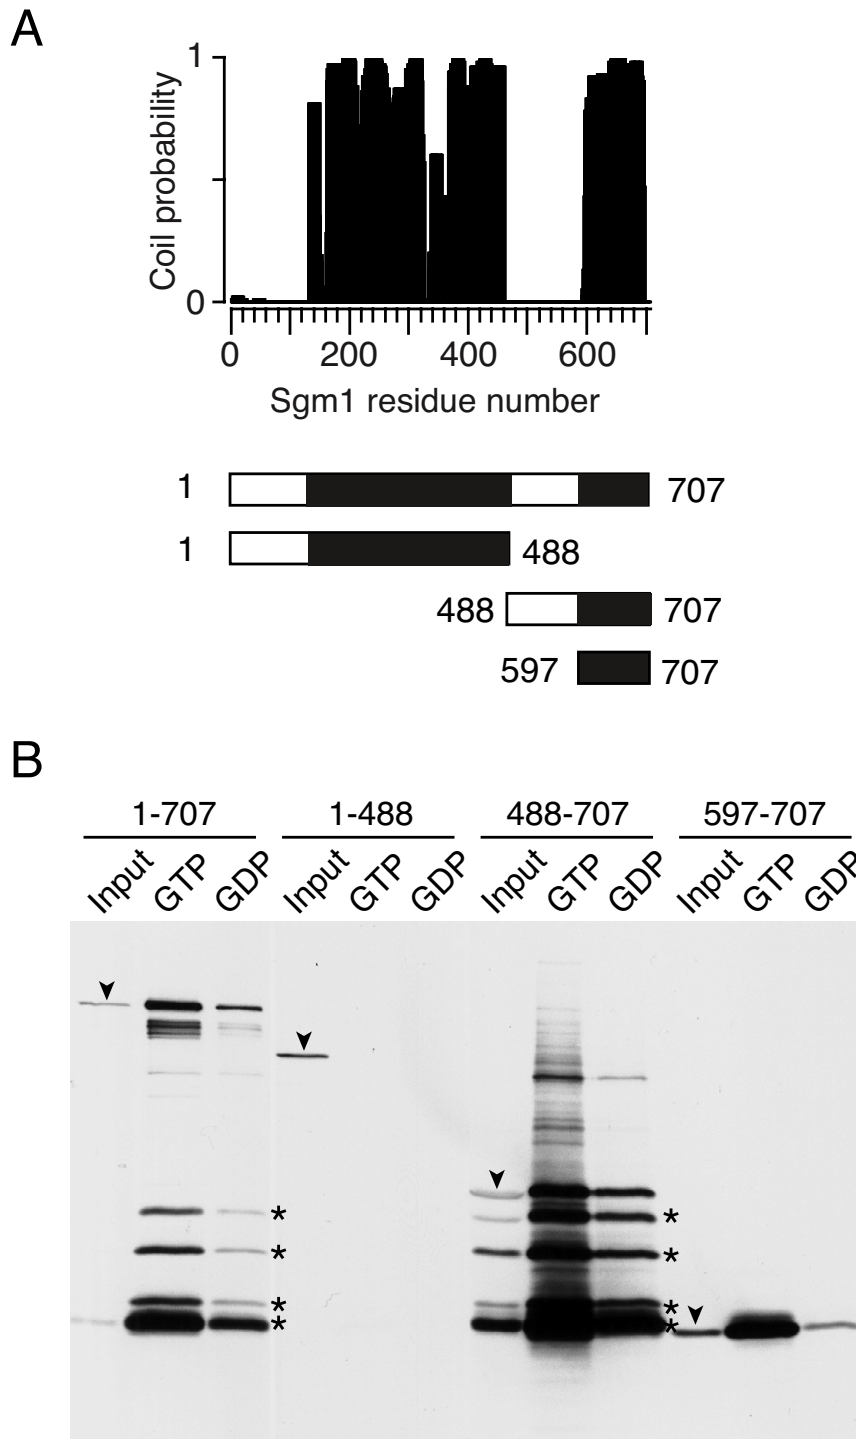 A
Coil probability
1
0
0 200 400 600
Sgm1 residue number
1 707
1 488
488 707
597 707
B
1-707 1-488 488-707 597-707
Input GTP GDP Input GTP GDP Input GTP GDP Input GTP GDP
* *
* *
* *
* *